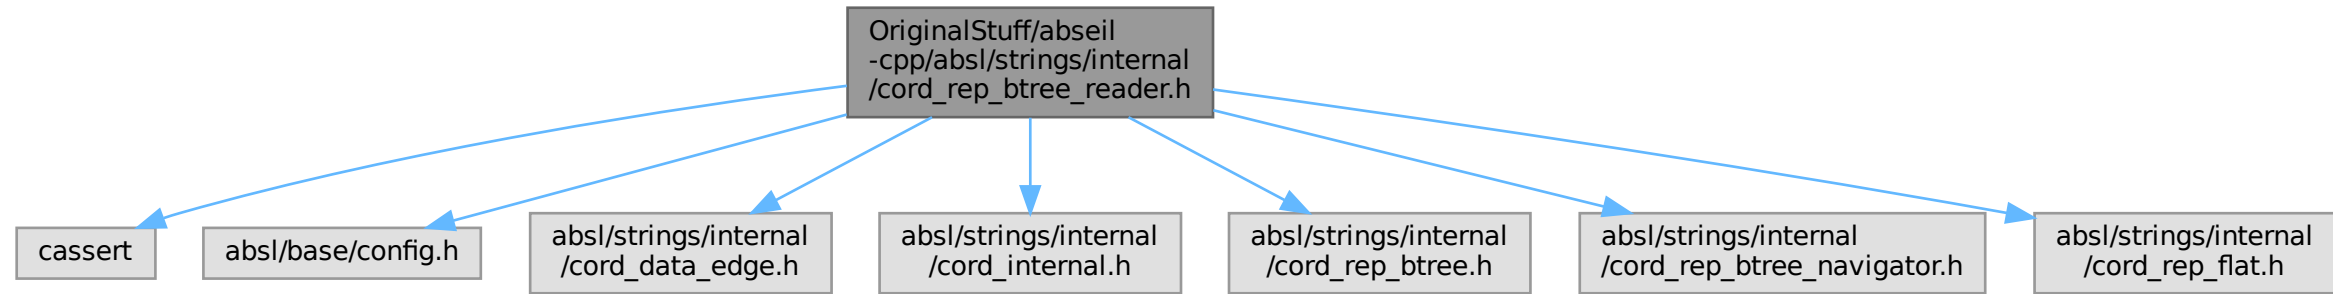 OriginalStuff/abseil
-cpp/absl/strings/internal
/cord_rep_btree_reader.h
cassert
absl/base/config.h
absl/strings/internal
/cord_data_edge.h
absl/strings/internal
/cord_internal.h
absl/strings/internal
/cord_rep_btree.h
absl/strings/internal
/cord_rep_btree_navigator.h
absl/strings/internal
/cord_rep_flat.h